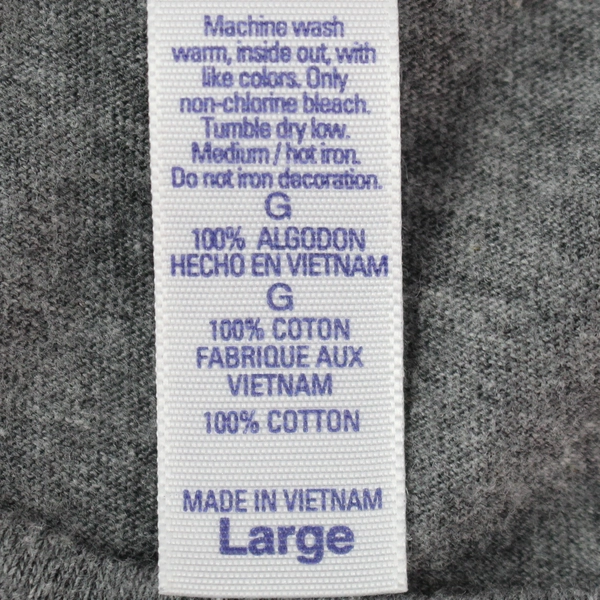 Machine wash
warm, inside out, with
like colors. Only
non-chlorine bleach.
Tumble dry low.
Medium / hot iron.
Do not iron decoration.
G
100% ALGODON
HECHO EN VIETNAM
G
100% COTON
FABRIQUE AUX
VIETNAM
100% COTTON
MADE IN VIETNAM
Large